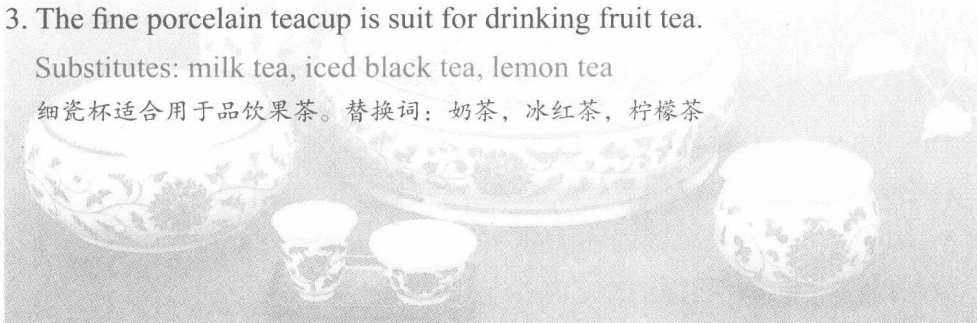 3. The fine porcelain teacup is suit for drinking fruit tea.
Substitutes: milk tea, iced black tea, lemon tea
细瓷杯适合用于品饮果茶。替换词：奶茶，冰红茶，柠檬茶